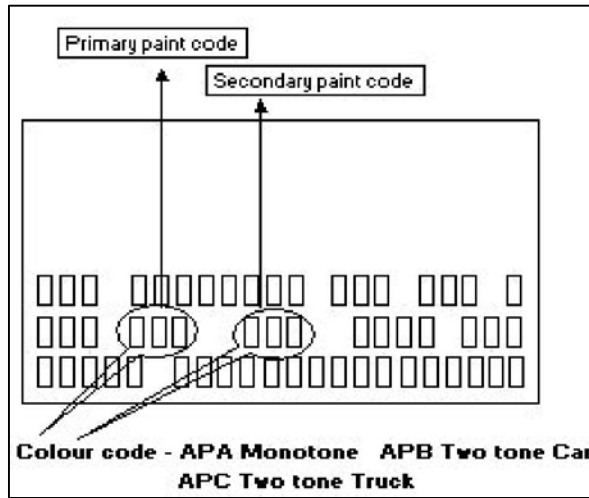 Primary paint code
Secondary paint code
Colour code - APA Monotone APB Two tone Car
APC Two tone Truck